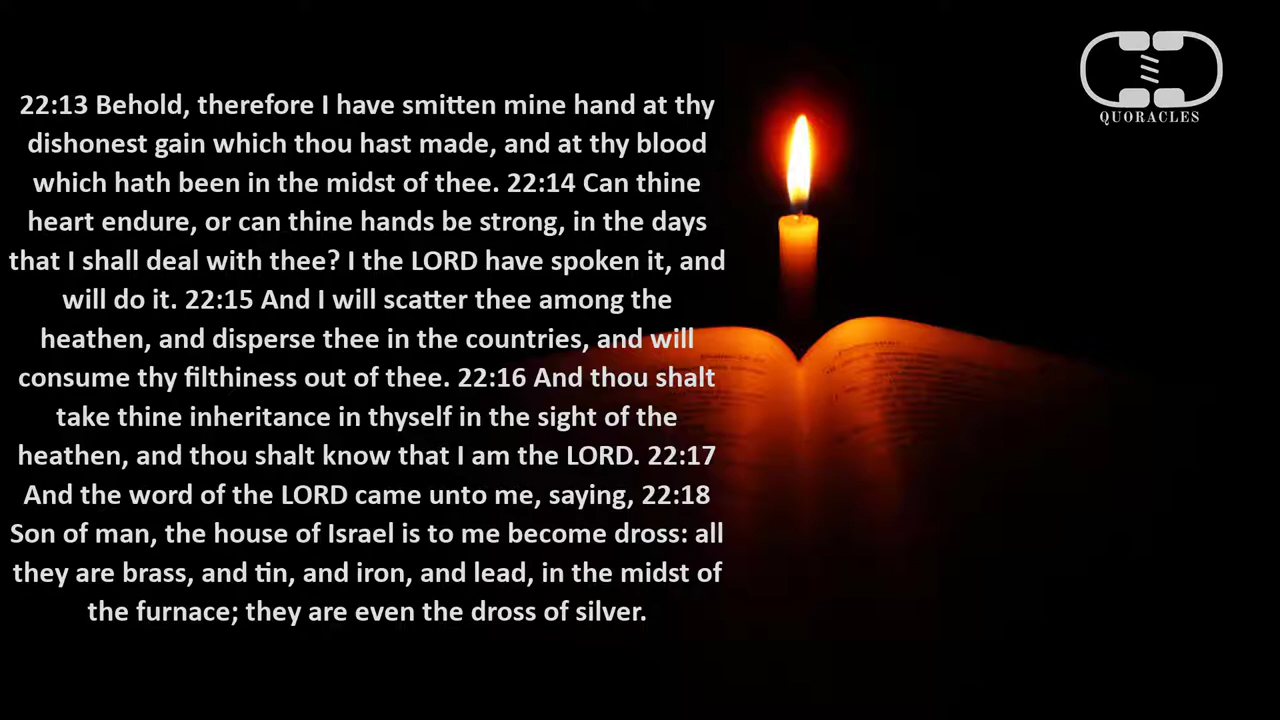 22:13 Behold, therefore I have smitten mine hand at thy
dishonest gain which thou hast made, and at thy blood
which hath been in the midst of thee. 22:14 Can thine
heart endure, or can thine hands be strong, in the days
that I shall deal with thee? I the LORD have spoken it, and
will do it. 22:15 And I will scatter thee among the
heathen, and disperse thee in the countries, and will
consume thy filthiness out of thee. 22:16 And thou shalt
take thine inheritance in thyself in the sight of the
heathen, and thou shalt know that I am the LORD. 22:17
And the word of the LORD came unto me, saying, 22:18
Son of man, the house of Israel is to me become dross: all
they are brass, and tin, and iron, and lead, in the midst of
the furnace; they are even the dross of silver.
QUORACLES